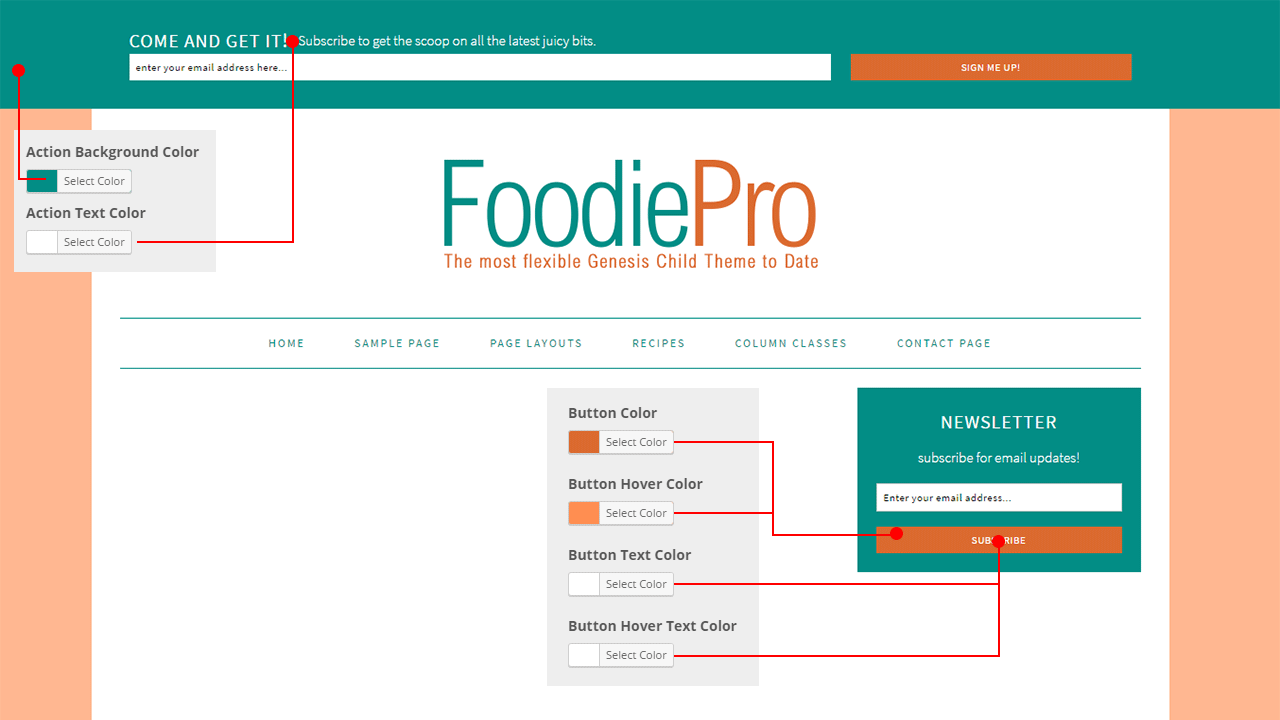 COME AND GET IT! Subscribe to get the scoop on all the latest juicy bits.
enter your email address here...
SIGN ME UP!
Action Background Color
Select Color
Action Text Color
Select Color
FoodiePro
The most flexible Genesis Child Theme to Date
HOME SAMPLE PAGE PAGE LAYOUTS RECIPES COLUMN CLASSES CONTACT PAGE
Button Color
Select Color
Button Hover Color
Select Color
Button Text Color
Select Color
Button Hover Text Color
Select Color
NEWSLETTER
subscribe for email updates!
Enter your email address...
SUBSCRIBE